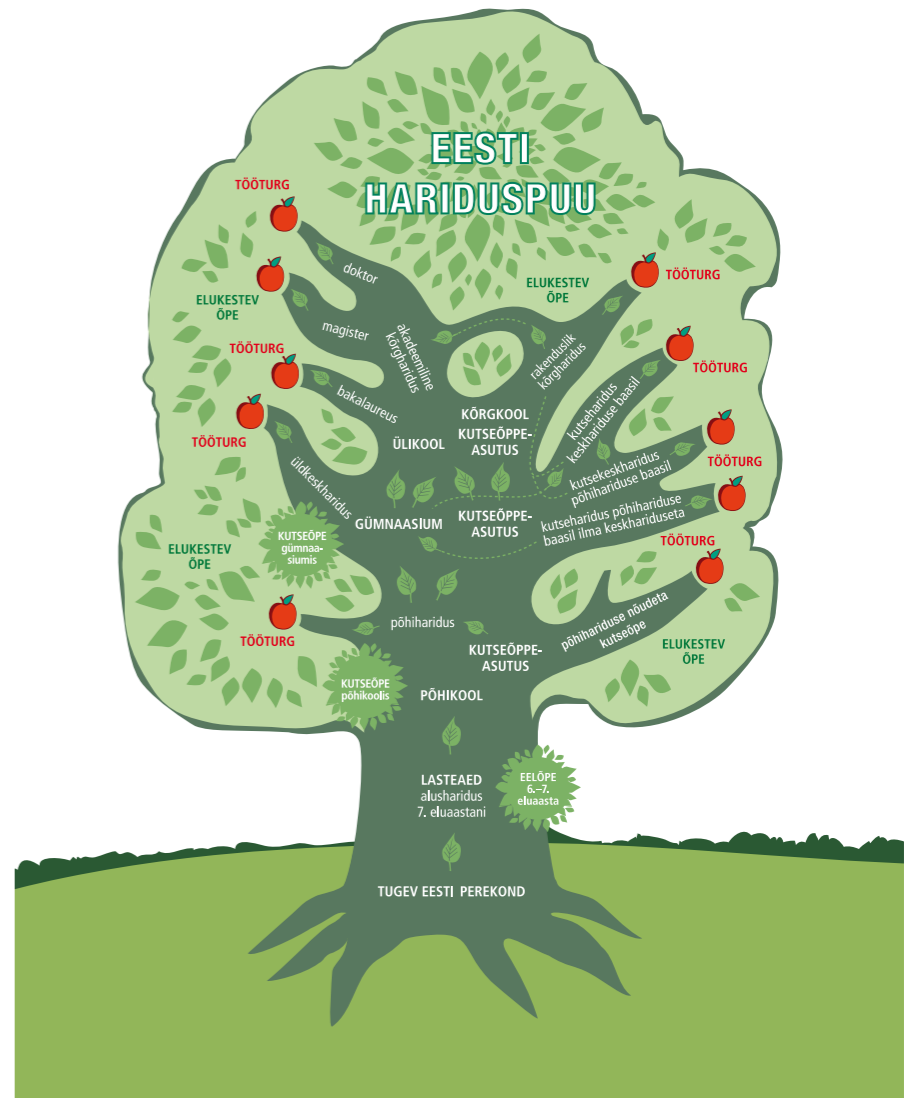 EESTI
HARIDUSPUU
TÖÖTURG
doktor
TÖÖTURG
ELUKESTEV
ÕPE
ELUKESTEV
ÕPE
magister
akadeemiline
kõrgharidus
rakenduslik
kõrgharidus
TÖÖTURG
TÖÖTURG
bakalaureus
KÕRGKOOL
KUTSEÕPPE-
ASUTUS
ÜLIKOOL
kutseharidus
keskhariduse baasil
TÖÖTURG
TÖÖTURG
üldkeskharidus
kutsekeskharidus
põhihariduse baasil
GÜMNAASIUM
KUTSEÕPPE-
ASUTUS
kutseharidus põhihariduse
baasil ilma keskhariduseta
TÖÖTURG
KUTSEÕPE
gümnaa-
siumis
ELUKESTEV
ÕPE
TÖÖTURG
põhiharidus
KUTSEÕPPE-
ASUTUS
põhihariduse nõudeta
kutseõpe
ELUKESTEV
ÕPE
KUTSEÕPE
põhikoolis
PÕHIKOOL
LASTEAED
alusharidus
7. eluaastani
EELÕPE
6.–7.
eluaasta
TUGEV EESTI PEREKOND